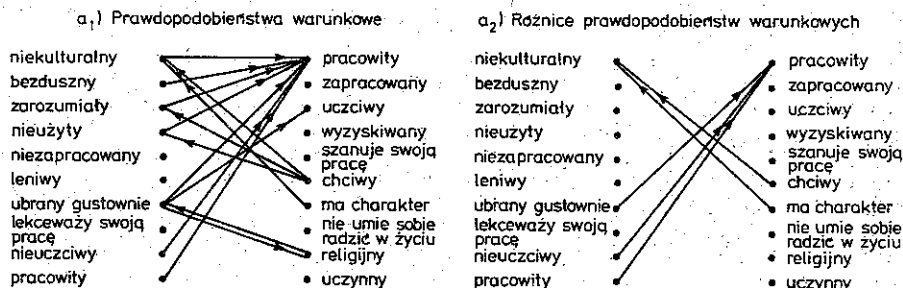 a₁) Prawdopodobieństwa warunkowe
niekulturalny
bezduszny
zarozumiały
nieużyty
niezapracowany
leniwy
ubrany gustownie
lekceważy swoją
pracę
nieuczciwy
pracowity
pracowity
zapracowany
uczciwy
wyzyskiwany
szanuje swoją
pracę
chciwy
ma charakter
nie umie sobie
radzić w życiu
religijny
uczynny
a₂) Różnice prawdopodobieństw warunkowych
niekulturalny
bezduszny
zarozumiały
nieużyty
niezapracowany
leniwy
ubrany gustownie
lekceważy swoją
pracę
nieuczciwy
pracowity
pracowity
zapracowany
uczciwy
wyzyskiwany
szanuje swoją
pracę
chciwy
ma charakter
nie umie sobie
radzić w życiu
religijny
uczynny